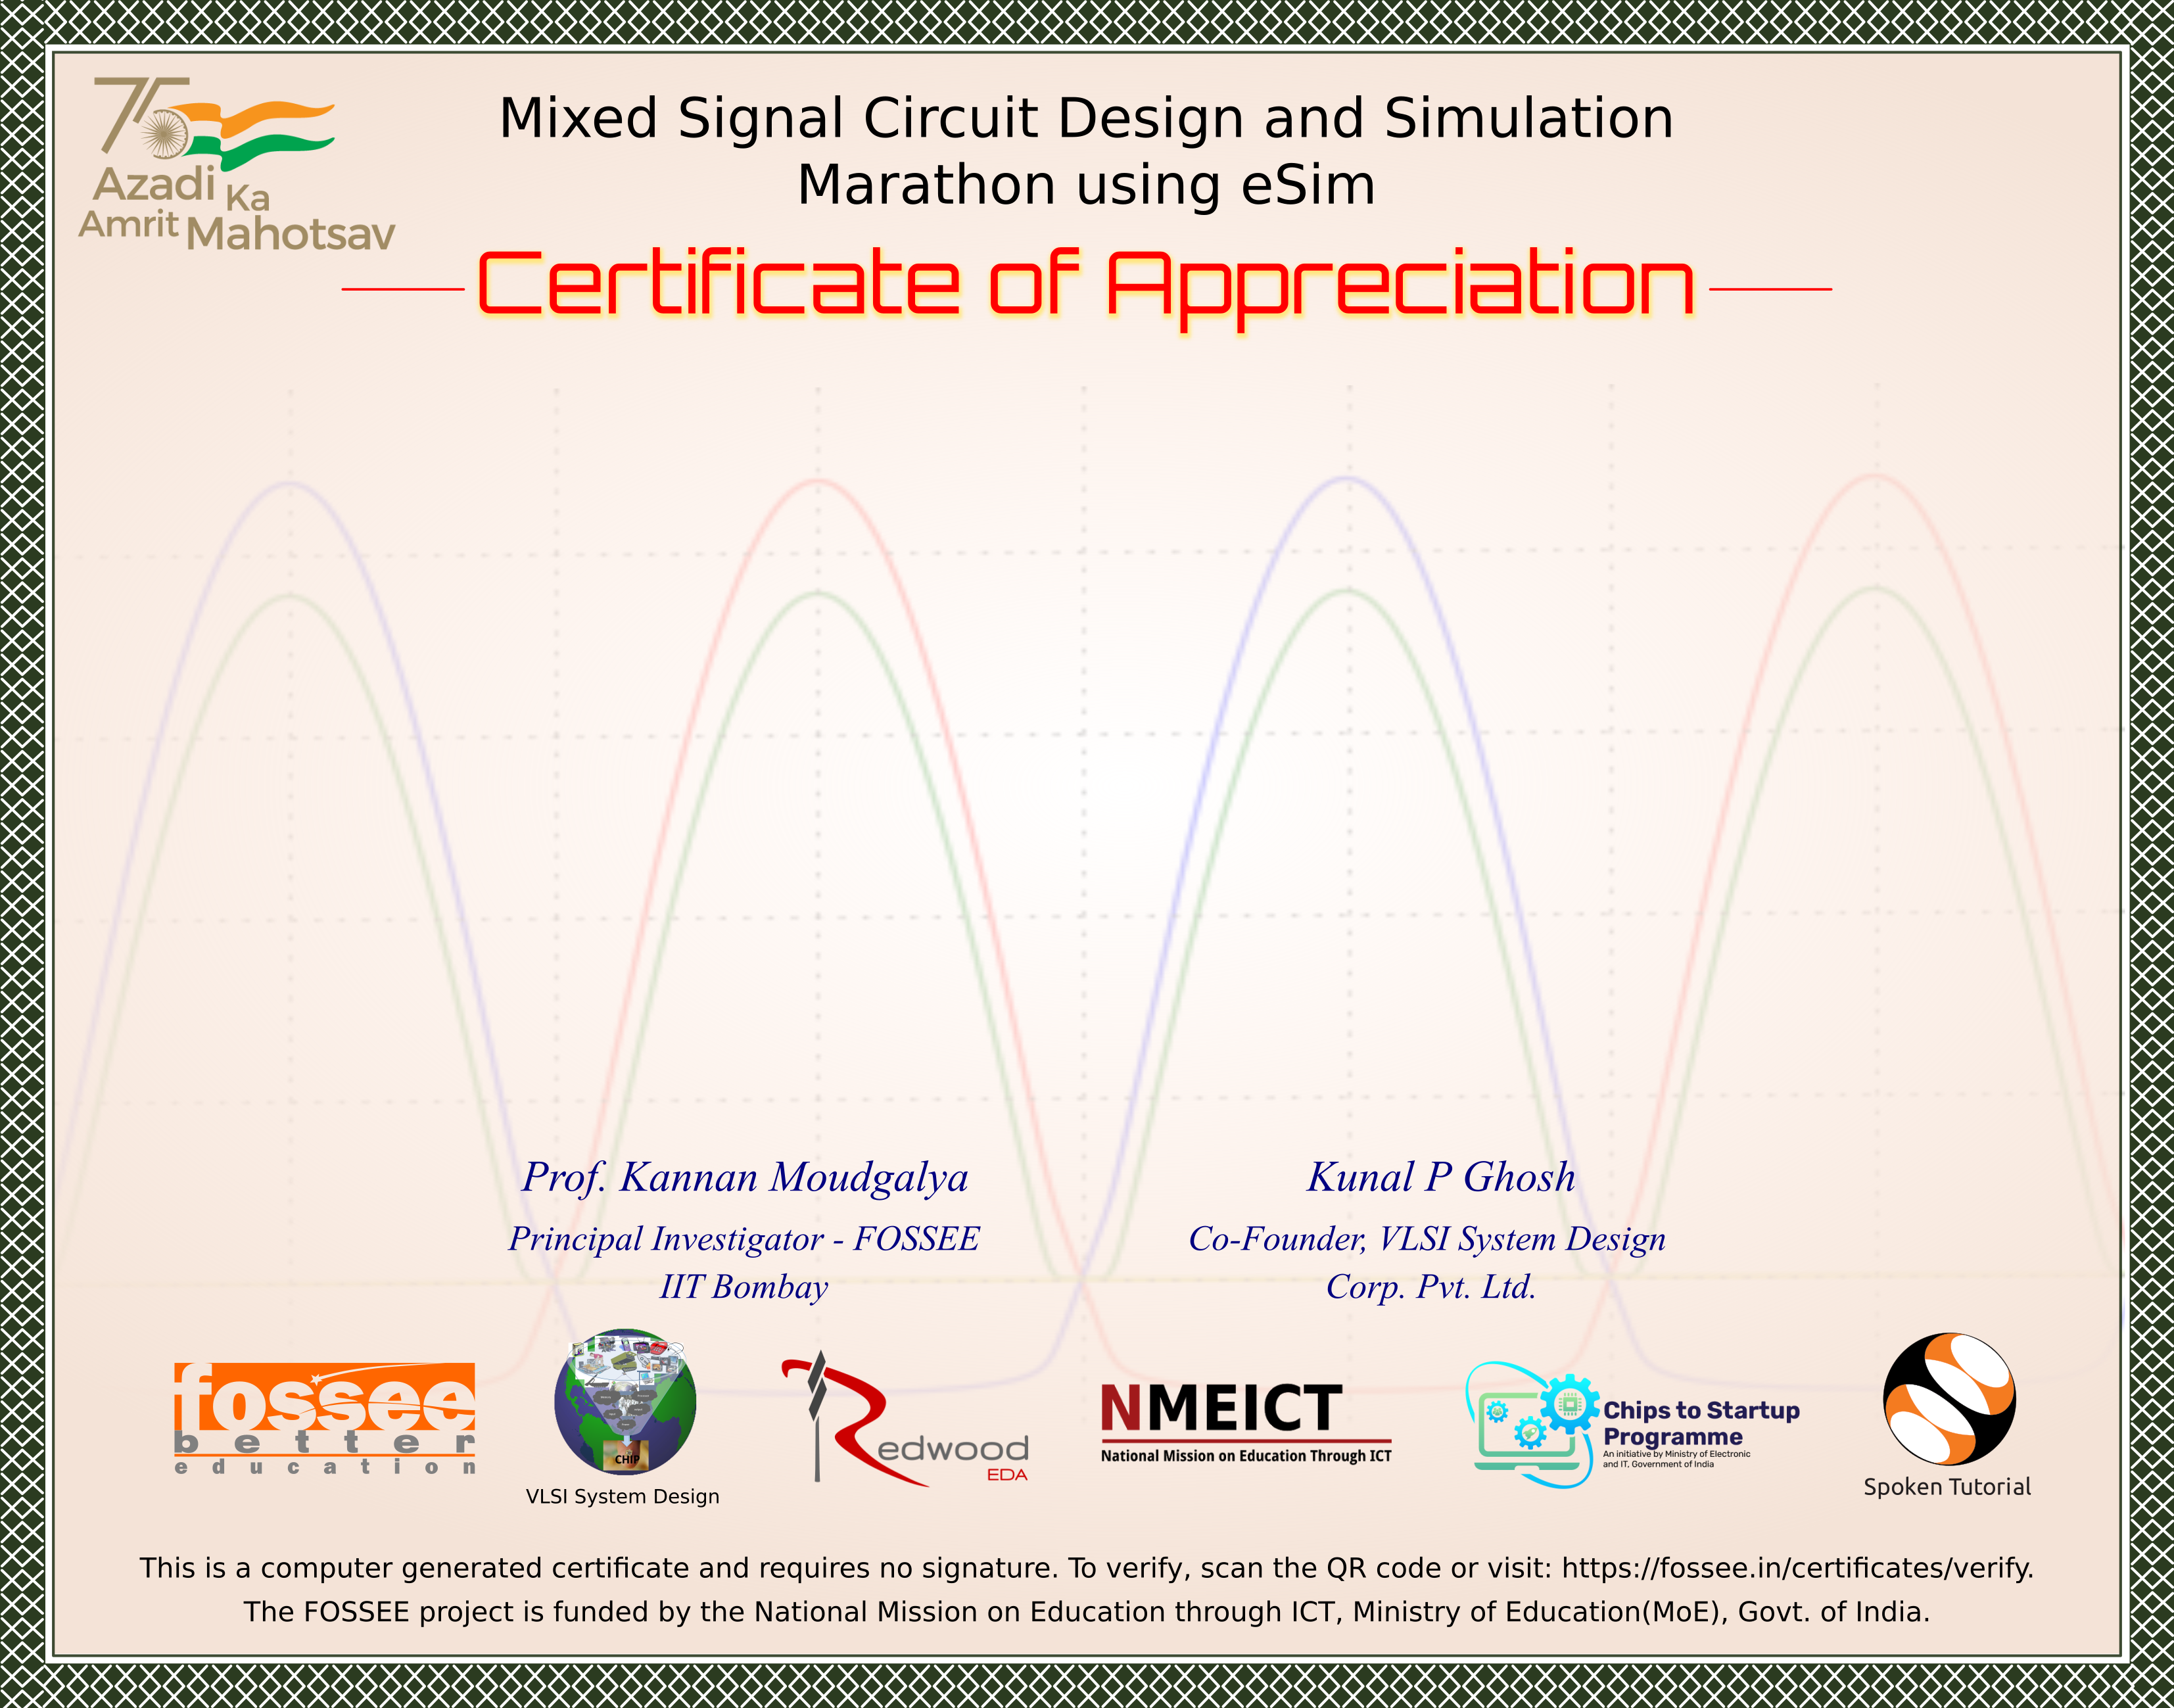 75
Azadi Ka
Amrit Mahotsav
Mixed Signal Circuit Design and Simulation
Marathon using eSim
Certificate of Appreciation
Prof. Kannan Moudgalya
Principal Investigator - FOSSEE
IIT Bombay
Kunal P Ghosh
Co-Founder, VLSI System Design
Corp. Pvt. Ltd.
fossee
better
education
CHIP
VLSI System Design
Redwood
EDA
NMEICT
National Mission on Education Through ICT
Chips to Startup
Programme
An initiative by Ministry of Electronic
and IT, Government of India
Spoken Tutorial
This is a computer generated certificate and requires no signature. To verify, scan the QR code or visit: https://fossee.in/certificates/verify.
The FOSSEE project is funded by the National Mission on Education through ICT, Ministry of Education(MoE), Govt. of India.